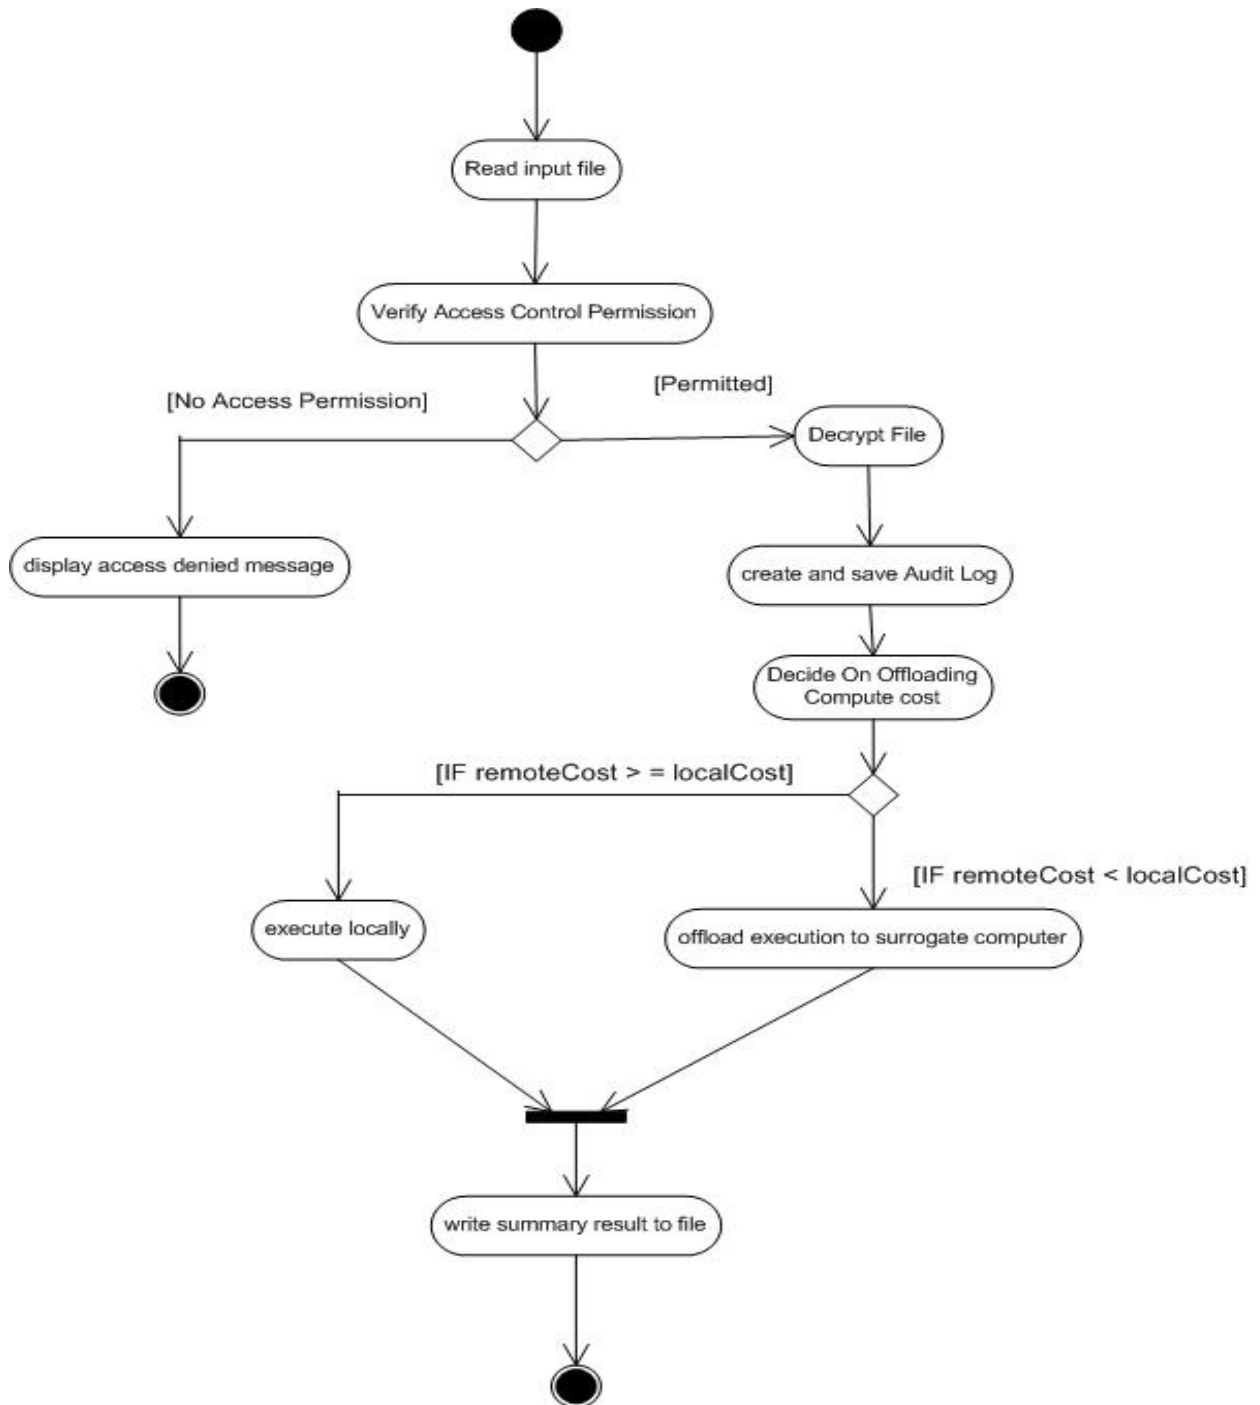 Read input file
Verify Access Control Permission
[Permitted]
[No Access Permission]
Decrypt File
display access denied message
create and save Audit Log
Decide On Offloading
Compute cost
[IF remoteCost > = localCost]
[IF remoteCost < localCost]
execute locally
offload execution to surrogate computer
write summary result to file